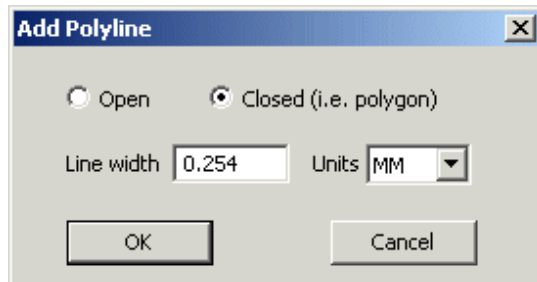 Add Polyline
Open Closed (i.e. polygon)
Line width 0.254 Units MM
OK Cancel